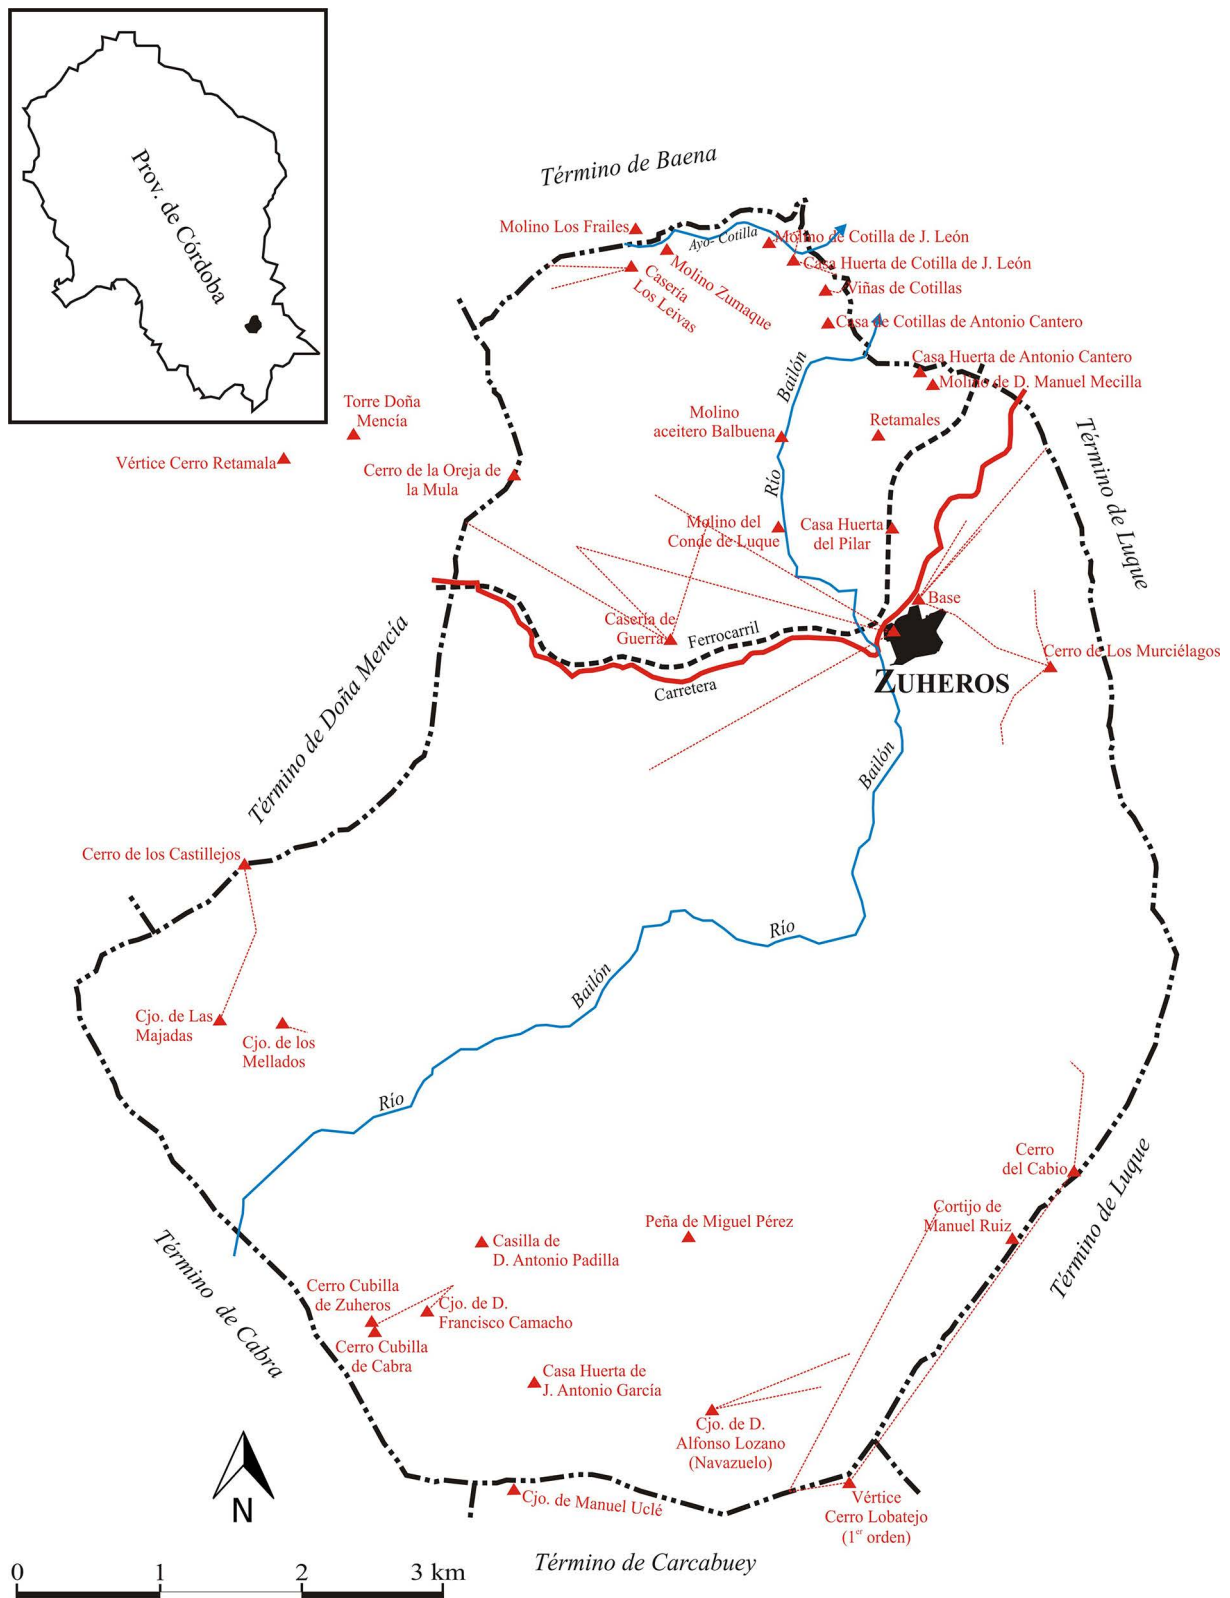 Prov. de Córdoba
Término de Baena
Molino Los Frailes
Ayo- Cotilla
Molino de Cotilla de J. León
Casa Huerta de Cotilla de J. León
Molino Zumaque
Casería
Los Leivas
Viñas de Cotillas
Casa de Cotillas de Antonio Cantero
Casa Huerta de Antonio Cantero
Molino de D. Manuel Mecilla
Bailón
Río
Torre Doña
Mencía
Vértice Cerro Retamala
Cerro de la Oreja de
la Mula
Molino
aceitero Balbuena
Retamales
Término de Luque
Molino del
Conde de Luque
Casa Huerta
del Pilar
Base
Casería de
Guerra
Ferrocarril
Carretera
Cerro de Los Murciélagos
ZUHEROS
Término de Doña Mencía
Bailón
Cerro de los Castillejos
Río
Bailón
Cjo. de Las
Majadas
Cjo. de los
Mellados
Río
Cerro
del Cabio
Término de Luque
Cortijo de
Manuel Ruiz
Peña de Miguel Pérez
Casilla de
D. Antonio Padilla
Término de Cabra
Cerro Cubilla
de Zuheros
Cjo. de D.
Francisco Camacho
Cerro Cubilla
de Cabra
Casa Huerta de
J. Antonio García
Cjo. de D.
Alfonso Lozano
(Navazuelo)
Cjo. de Manuel Uclé
Vértice
Cerro Lobatejo
(1er orden)
N
Término de Carcabuey
0 1 2 3 km